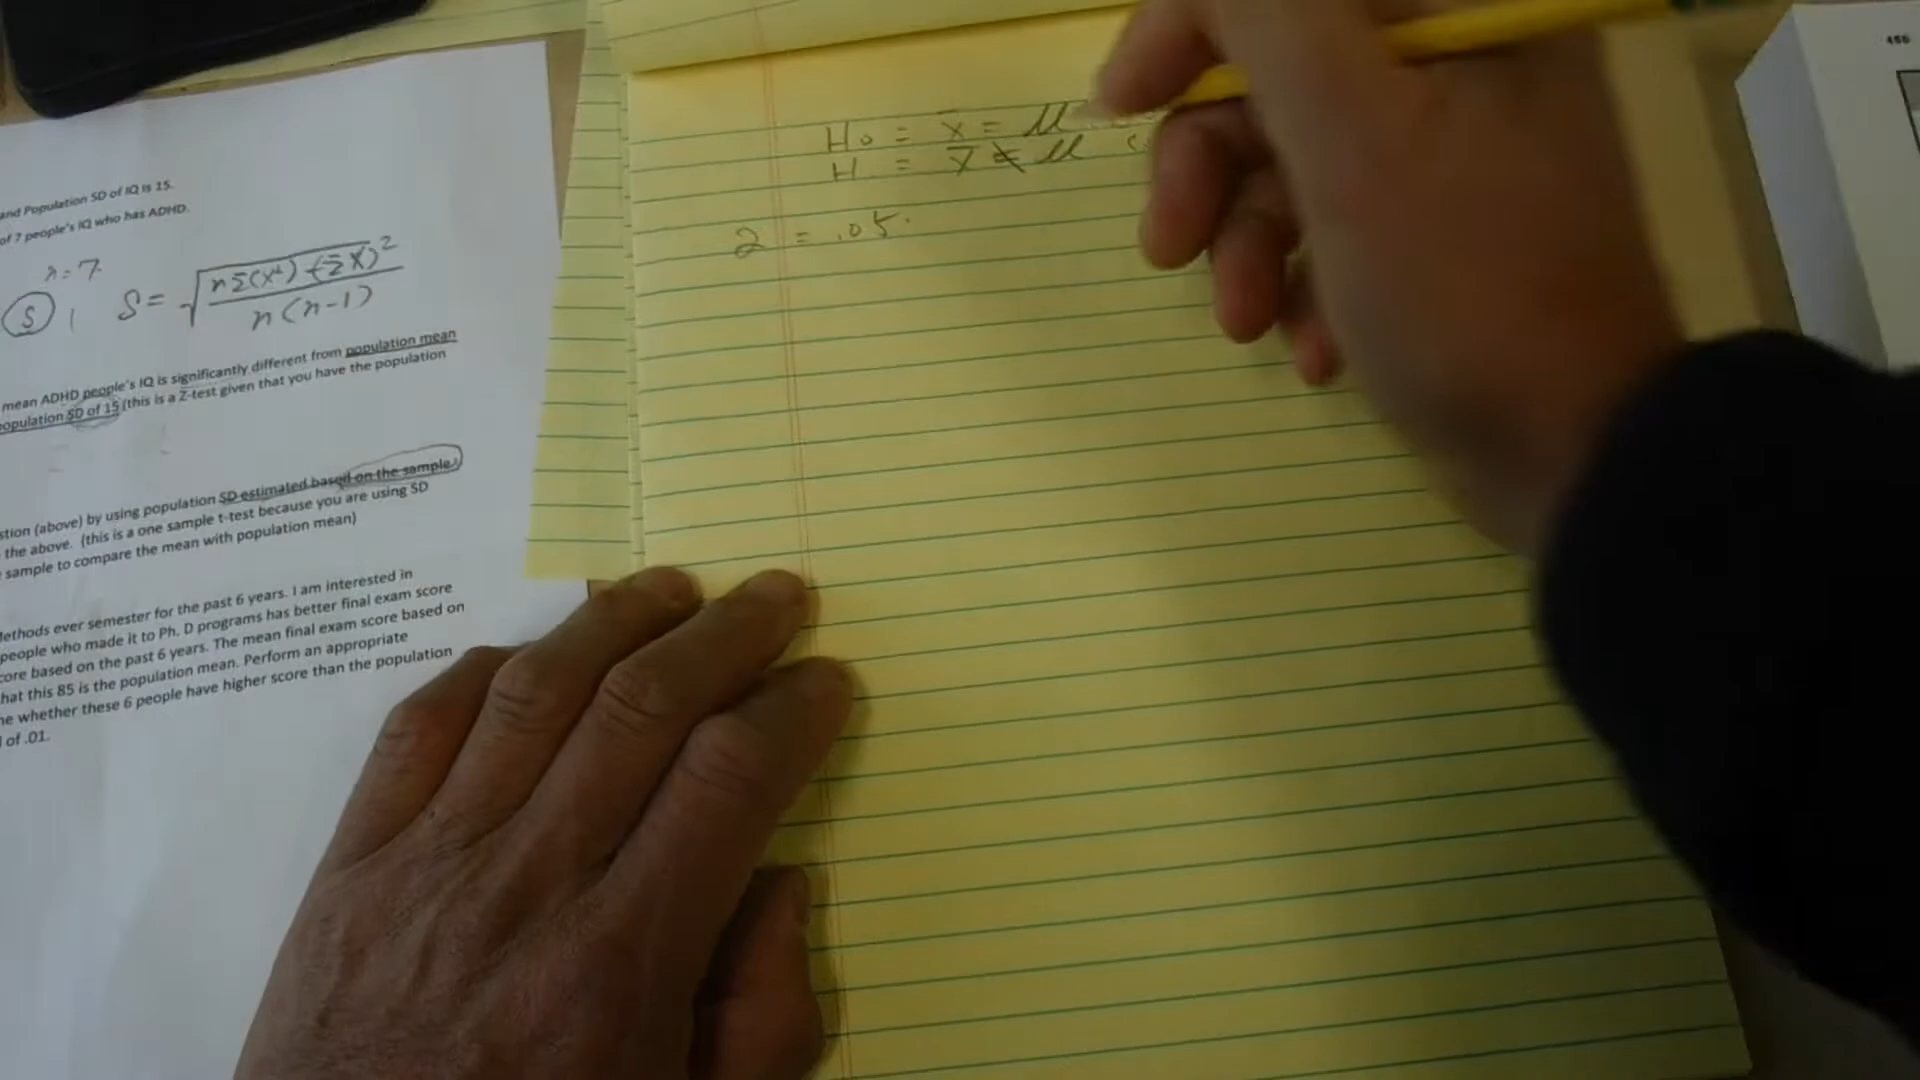 and Population SD of IQ is 15.
of 7 people's IQ who has ADHD.
n=7
S S= √ nΣ(x²)-(ΣX)²
n(n-1)
mean ADHD people's IQ is significantly different from population mean
population SD of 15 (this is a Z-test given that you have the population
stion (above) by using population SD estimated based on the sample
the above. (this is a one sample t-test because you are using SD
sample to compare the mean with population mean)
Methods ever semester for the past 6 years. I am interested in
people who made it to Ph. D programs has better final exam score
core based on the past 6 years. The mean final exam score based on
hat this 85 is the population mean. Perform an appropriate
ne whether these 6 people have higher score than the population
of .01.
Ho = x̄ = μ
H = x̄ ≠ μ
2 = .05.